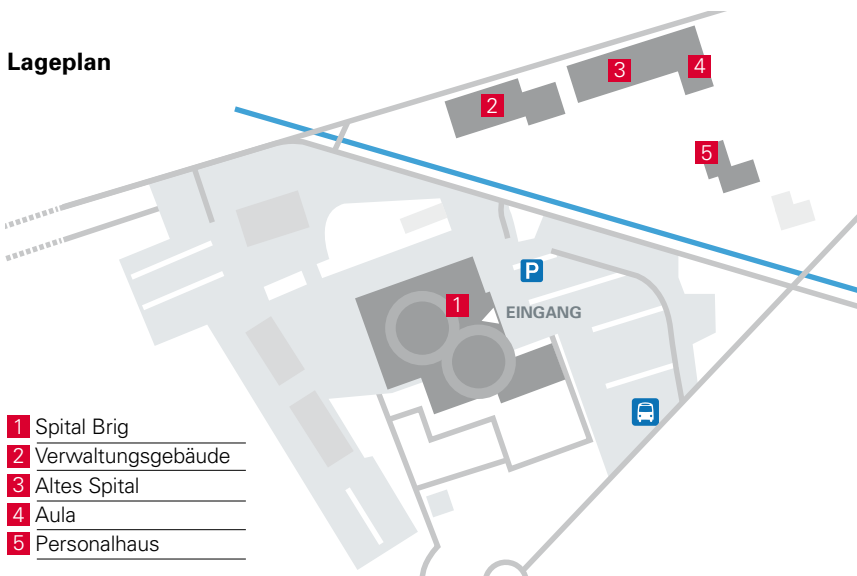 Lageplan
3
4
2
5
P
1
EINGANG
1 Spital Brig
2 Verwaltungsgebäude
3 Altes Spital
4 Aula
5 Personalhaus